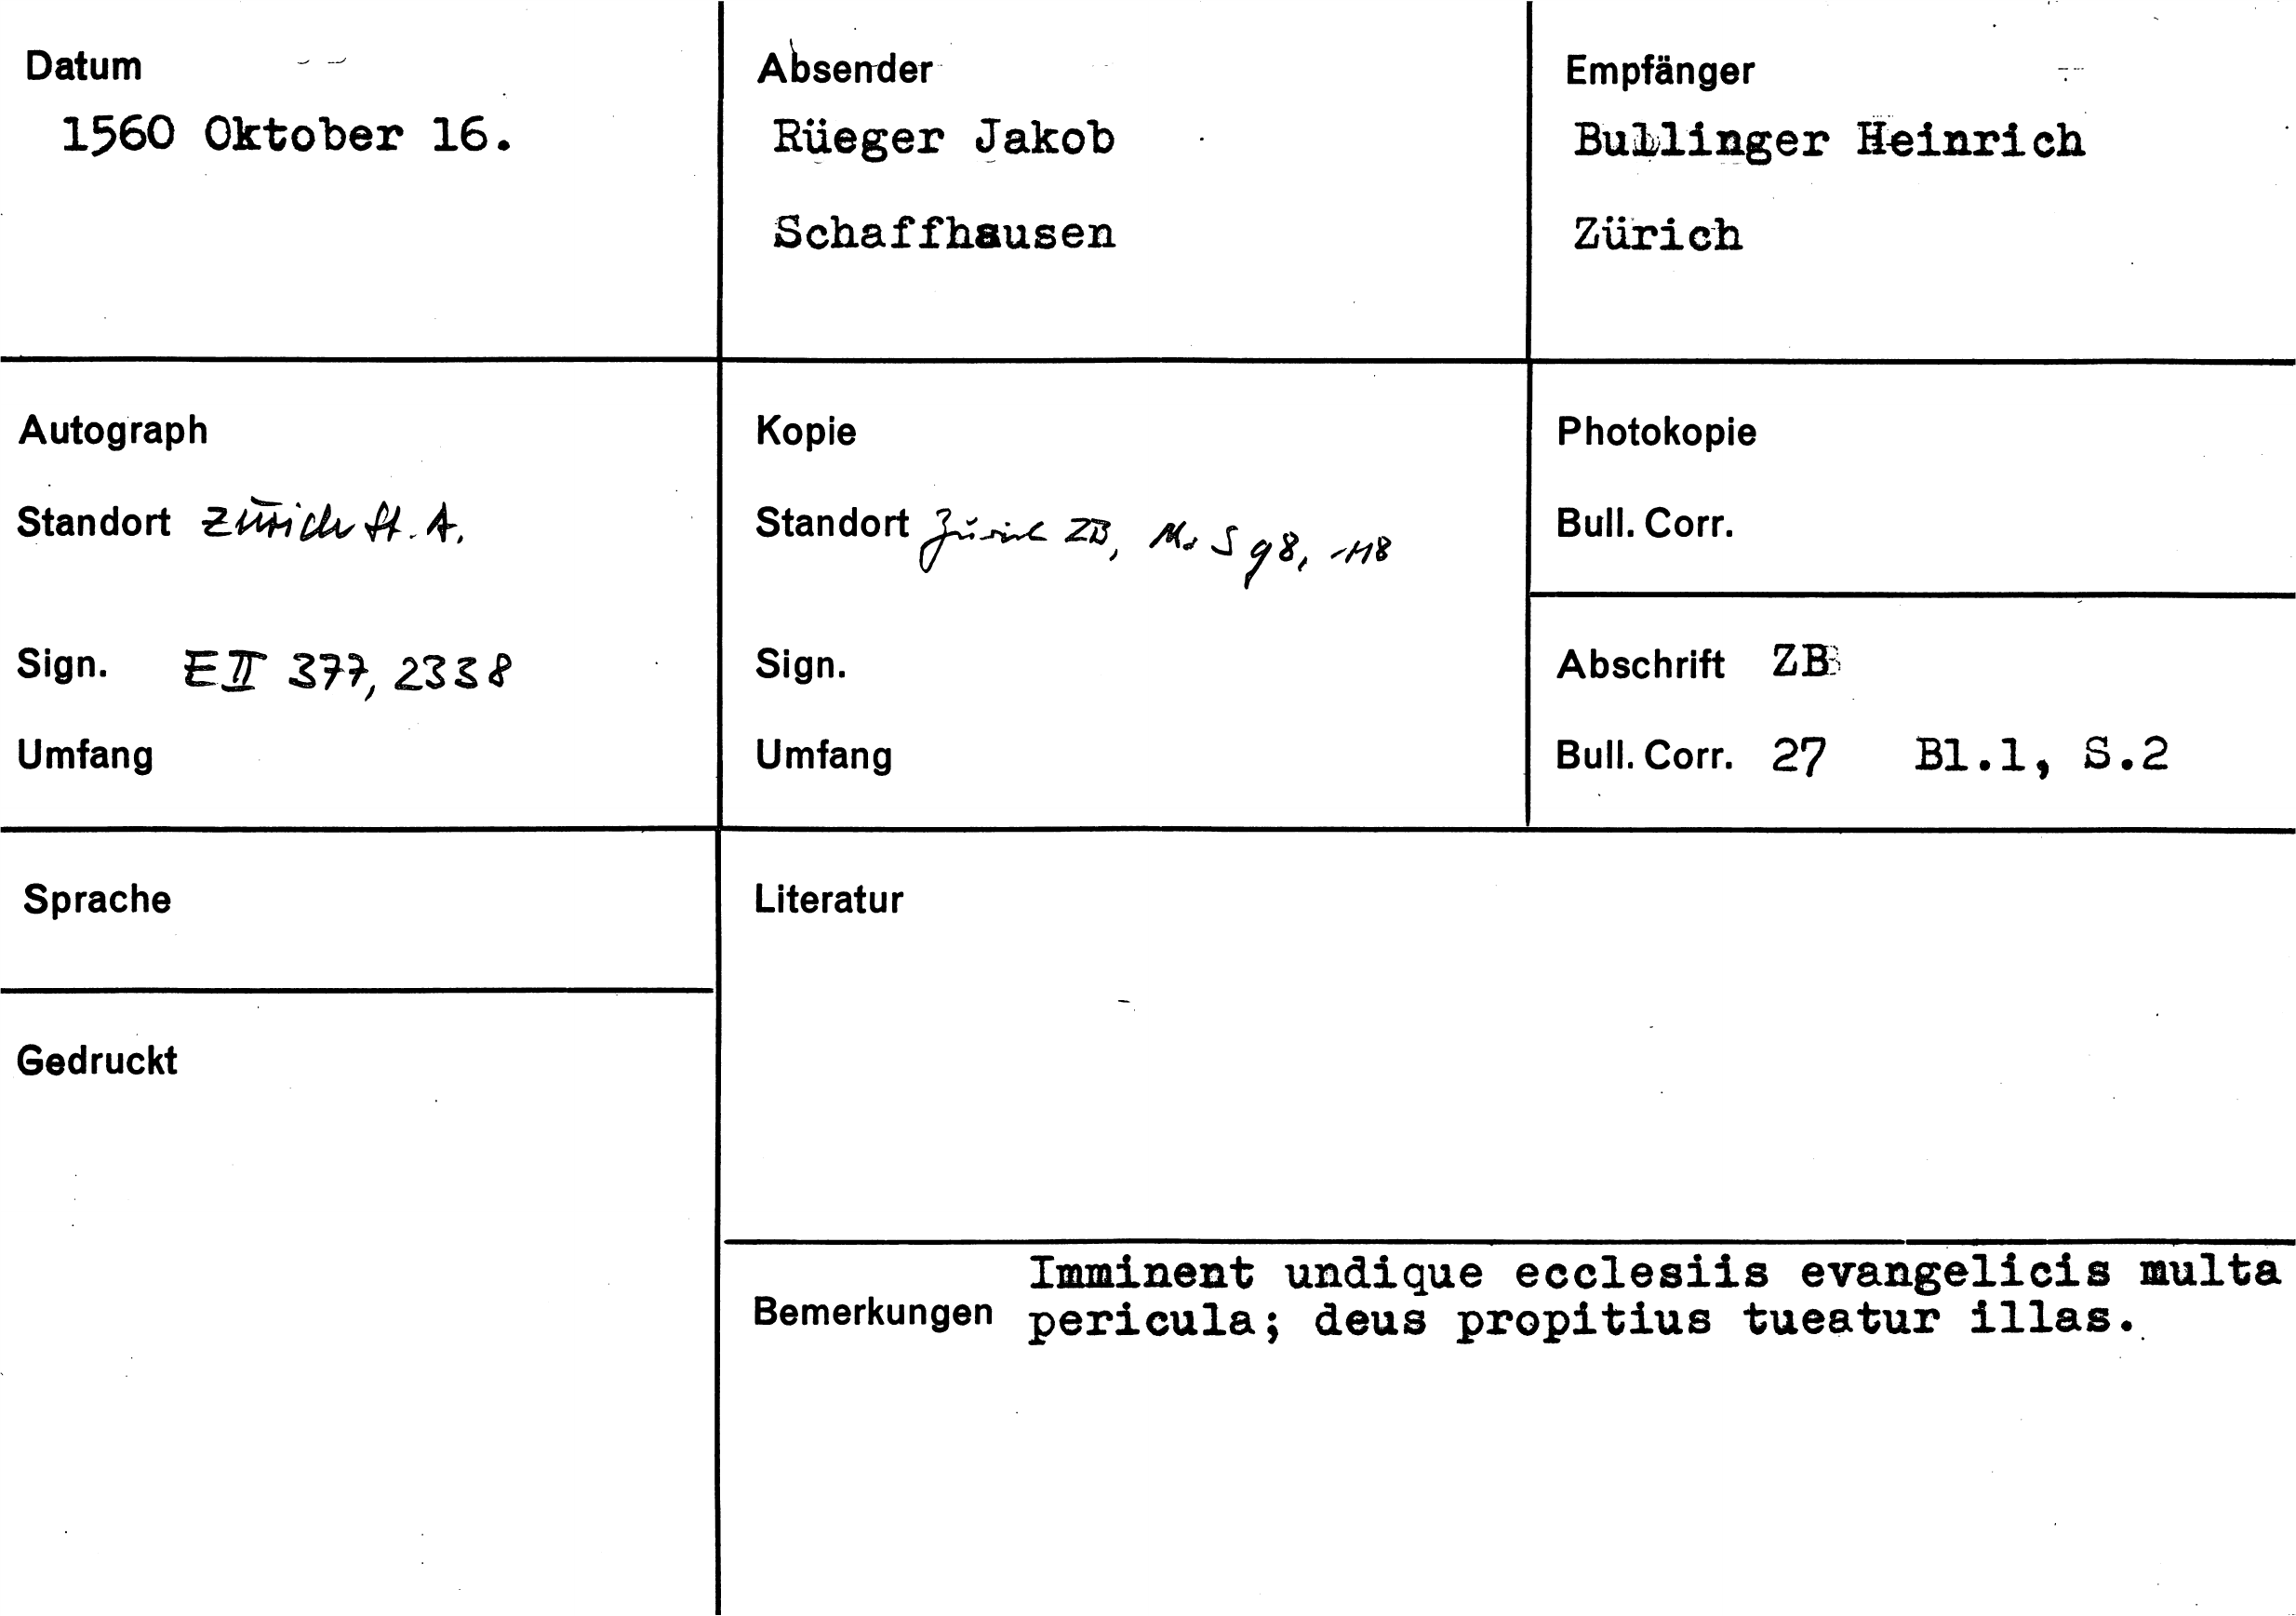 Datum
1560 Oktober 16.
Absender
Rüeger Jakob
Schaffhausen
Empfänger
Bullinger Heinrich
Zürich
Autograph
Standort Zürich St. A.
Sign. E II 377, 2338
Umfang
Kopie
Standort Zürich ZB, Ms S 98, 118
Sign.
Umfang
Photokopie
Bull. Corr.
Abschrift ZB
Bull. Corr. 27 Bl.1, S.2
Sprache
Gedruckt
Literatur
Bemerkungen
Imminent undique ecclesiis evangelicis multa
pericula; deus propitius tueatur illas.